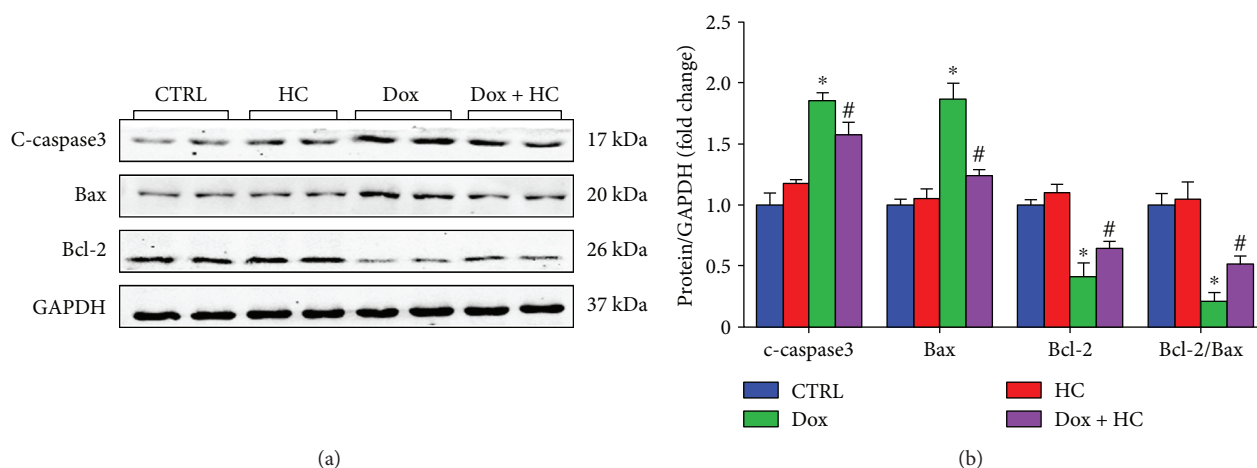 CTRL HC Dox Dox + HC
C-caspase3 17 kDa
Bax 20 kDa
Bcl-2 26 kDa
GAPDH 37 kDa
(a)
Protein/GAPDH (fold change)
2.5
2.0
1.5
1.0
0.5
0
* # * # * # * #
c-caspase3 Bax Bcl-2 Bcl-2/Bax
CTRL HC
Dox Dox + HC
(b)